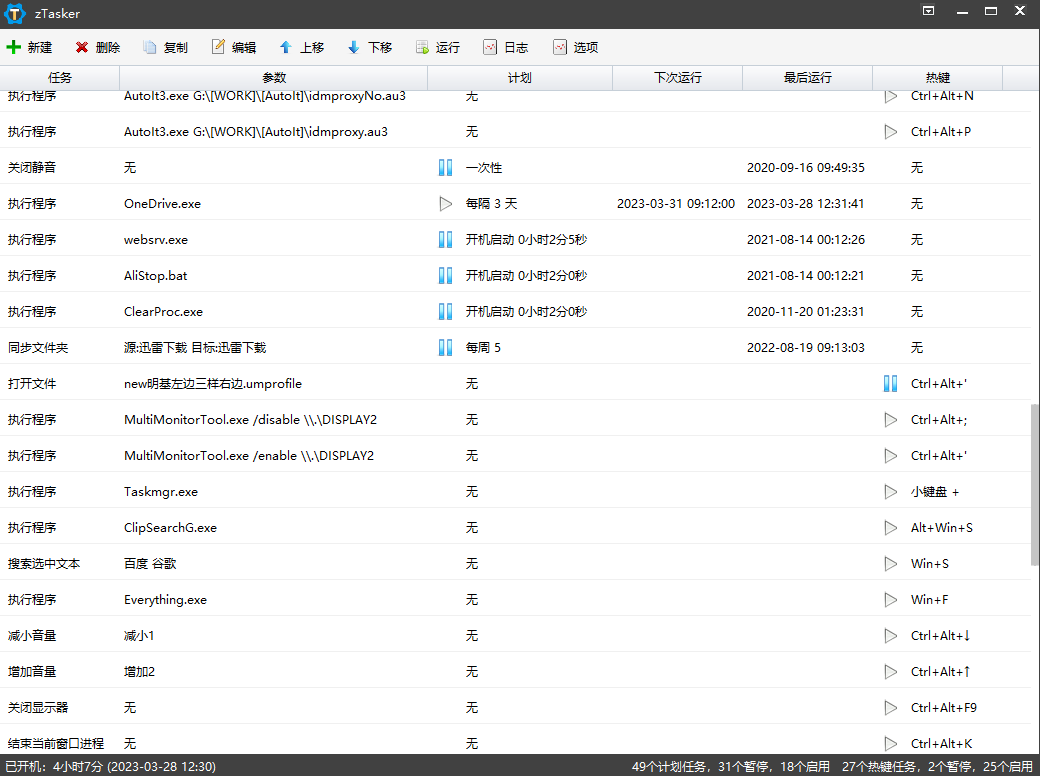 zTasker
新建 删除 复制 编辑 上移 下移 运行 日志 选项
任务 参数 计划 下次运行 最后运行 热键
执行程序 AutoIt3.exe G:\[WORK]\[AutoIt]\idmproxyNo.au3 无 Ctrl+Alt+N
执行程序 AutoIt3.exe G:\[WORK]\[AutoIt]\idmproxy.au3 无 Ctrl+Alt+P
关闭静音 无 一次性 2020-09-16 09:49:35 无
执行程序 OneDrive.exe 每隔 3 天 2023-03-31 09:12:00 2023-03-28 12:31:41 无
执行程序 websrv.exe 开机启动 0小时2分5秒 2021-08-14 00:12:26 无
执行程序 AliStop.bat 开机启动 0小时2分0秒 2021-08-14 00:12:21 无
执行程序 ClearProc.exe 开机启动 0小时2分0秒 2020-11-20 01:23:31 无
同步文件夹 源:迅雷下载 目标:迅雷下载 每周 5 2022-08-19 09:13:03 无
打开文件 new明基左边三样右边.umprofile 无 Ctrl+Alt+'
执行程序 MultiMonitorTool.exe /disable \\.\DISPLAY2 无 Ctrl+Alt+;
执行程序 MultiMonitorTool.exe /enable \\.\DISPLAY2 无 Ctrl+Alt+'
执行程序 Taskmgr.exe 无 小键盘 +
执行程序 ClipSearchG.exe 无 Alt+Win+S
搜索选中文本 百度 谷歌 无 Win+S
执行程序 Everything.exe 无 Win+F
减小音量 减小1 无 Ctrl+Alt+↓
增加音量 增加2 无 Ctrl+Alt+↑
关闭显示器 无 无 Ctrl+Alt+F9
结束当前窗口进程 无 无 Ctrl+Alt+K
已开机：4小时7分 (2023-03-28 12:30) 49个计划任务，31个暂停，18个启用 27个热键任务，2个暂停，25个启用